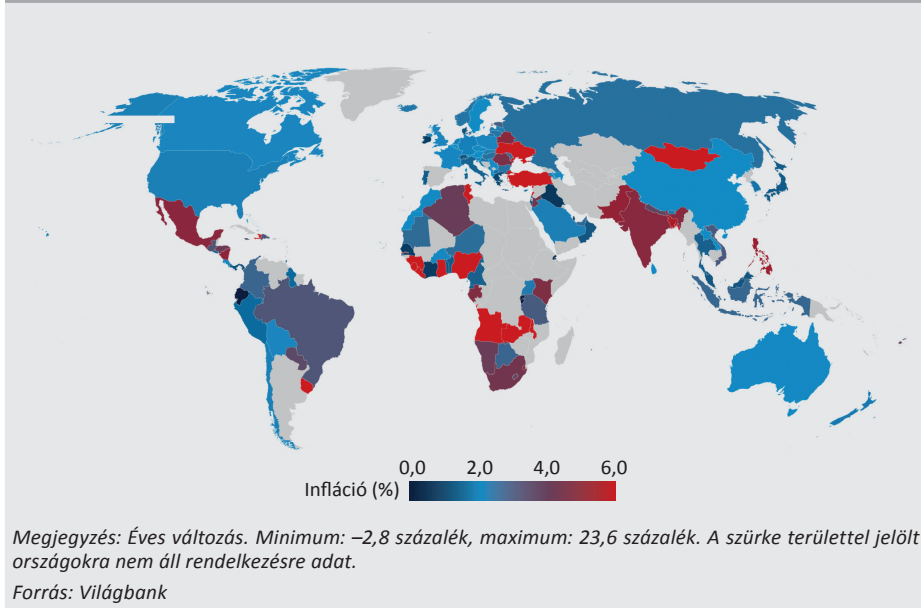 0,0 2,0 4,0 6,0
Infláció (%)
Megjegyzés: Éves változás. Minimum: –2,8 százalék, maximum: 23,6 százalék. A szürke területtel jelölt
országokra nem áll rendelkezésre adat.
Forrás: Világbank